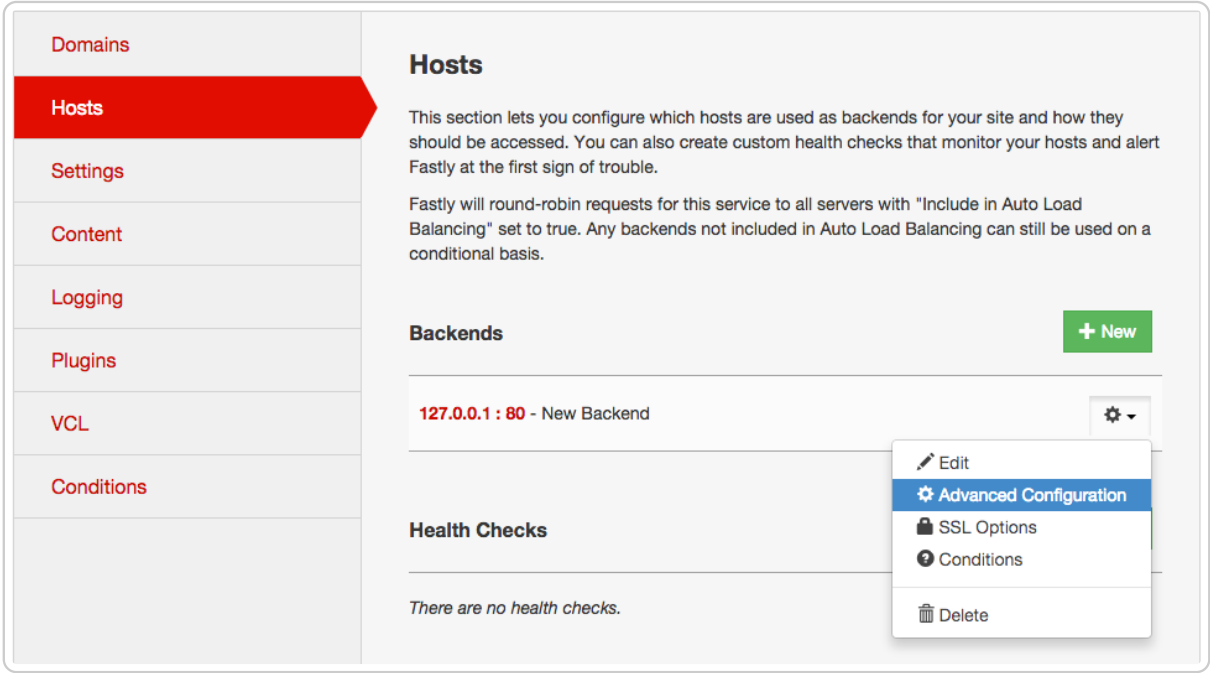 Domains
Hosts
Settings
Content
Logging
Plugins
VCL
Conditions
Hosts
This section lets you configure which hosts are used as backends for your site and how they
should be accessed. You can also create custom health checks that monitor your hosts and alert
Fastly at the first sign of trouble.
Fastly will round-robin requests for this service to all servers with "Include in Auto Load
Balancing" set to true. Any backends not included in Auto Load Balancing can still be used on a
conditional basis.
Backends
New
127.0.0.1 : 80 - New Backend
Edit
Advanced Configuration
SSL Options
Conditions
Delete
Health Checks
There are no health checks.